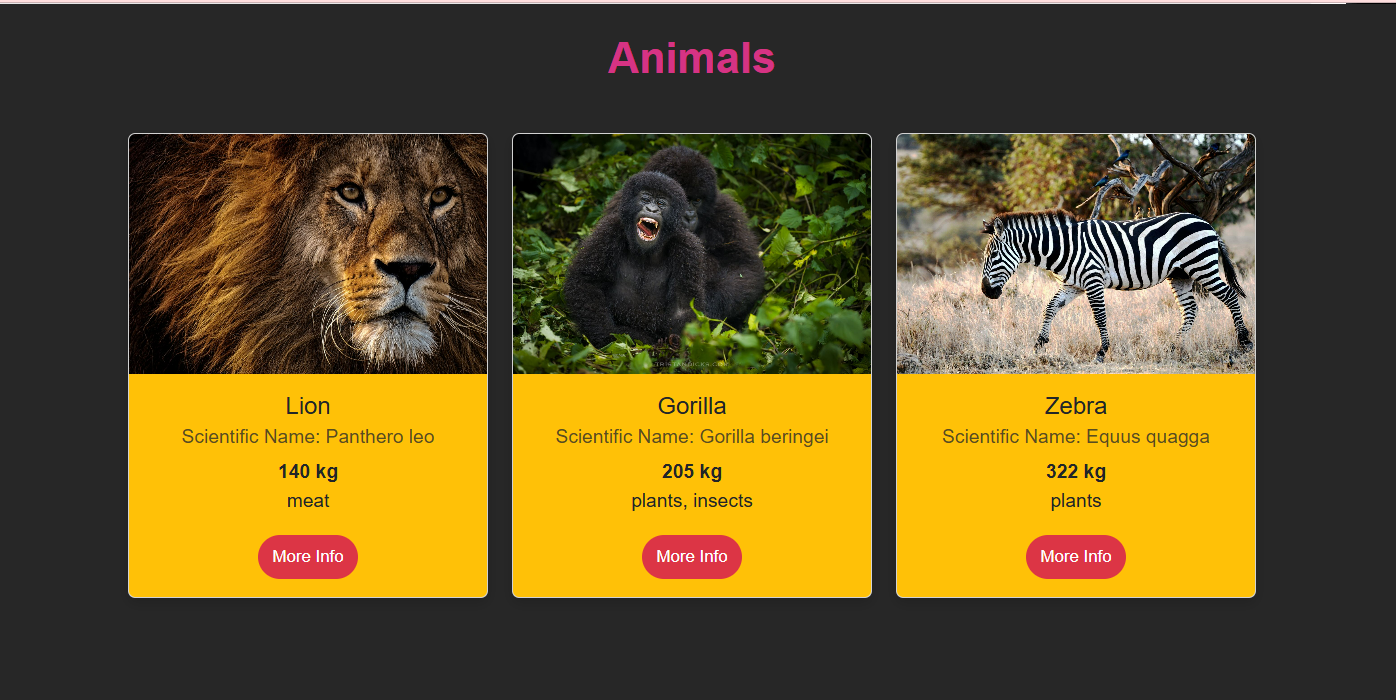 Animals
Lion
Scientific Name: Panthero leo
140 kg
meat
More Info
Gorilla
Scientific Name: Gorilla beringei
205 kg
plants, insects
More Info
Zebra
Scientific Name: Equus quagga
322 kg
plants
More Info